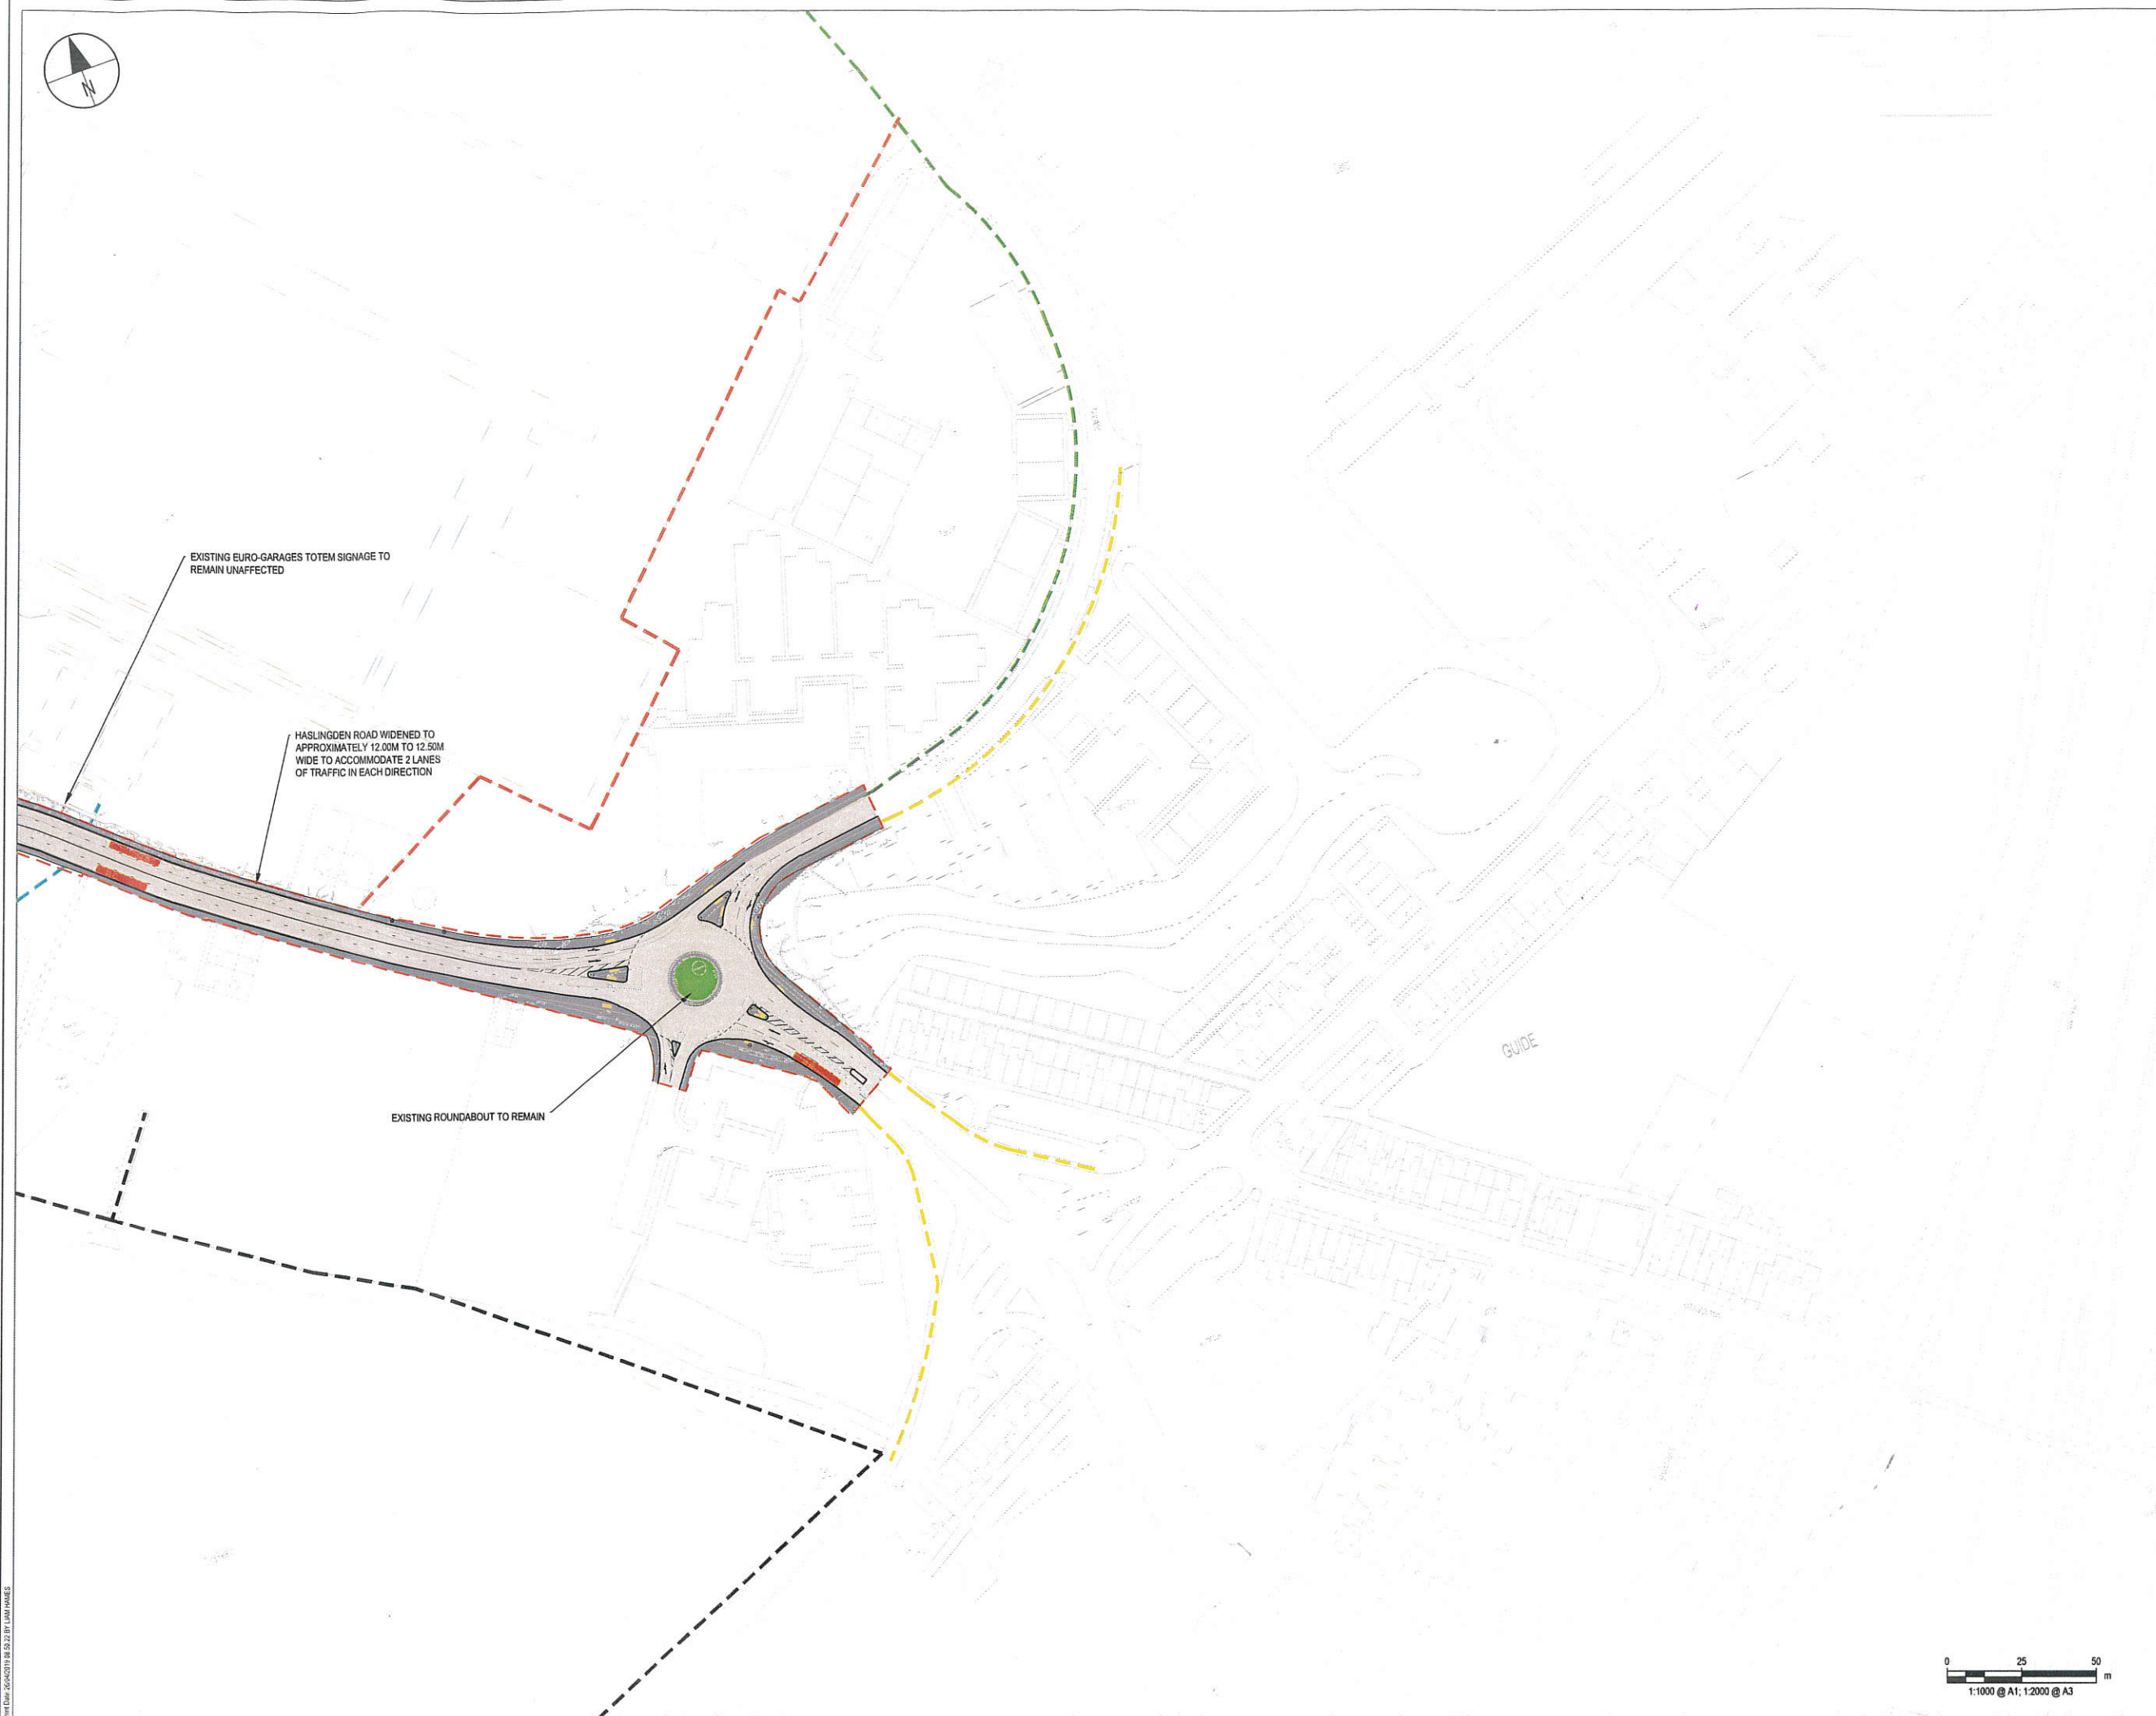 N
EXISTING EURO-GARAGES TOTEM SIGNAGE TO
REMAIN UNAFFECTED
HASLINGDEN ROAD WIDENED TO
APPROXIMATELY 12.00M TO 12.50M
WIDE TO ACCOMMODATE 2 LANES
OF TRAFFIC IN EACH DIRECTION
GUIDE
EXISTING ROUNDABOUT TO REMAIN
0 25 50
m
1:1000 @ A1; 1:2000 @ A3